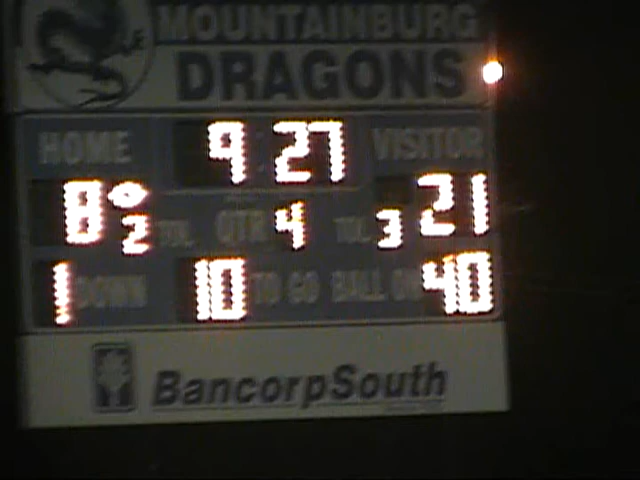 MOUNTAINBURG
DRAGONS
HOME 9:27 VISITOR
8 2 TOL QTR 4 TOL 3 21
1 DOWN 10 TO GO BALL ON 40
BancorpSouth